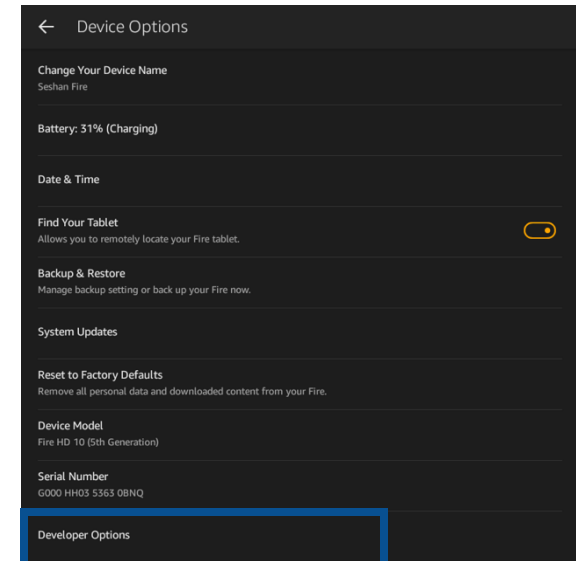 Device Options
Change Your Device Name
Seshan Fire
Battery: 31% (Charging)
Date & Time
Find Your Tablet
Allows you to remotely locate your Fire tablet.
Backup & Restore
Manage backup setting or back up your Fire now.
System Updates
Reset to Factory Defaults
Remove all personal data and downloaded content from your Fire.
Device Model
Fire HD 10 (5th Generation)
Serial Number
G000 HH03 5363 0BNQ
Developer Options